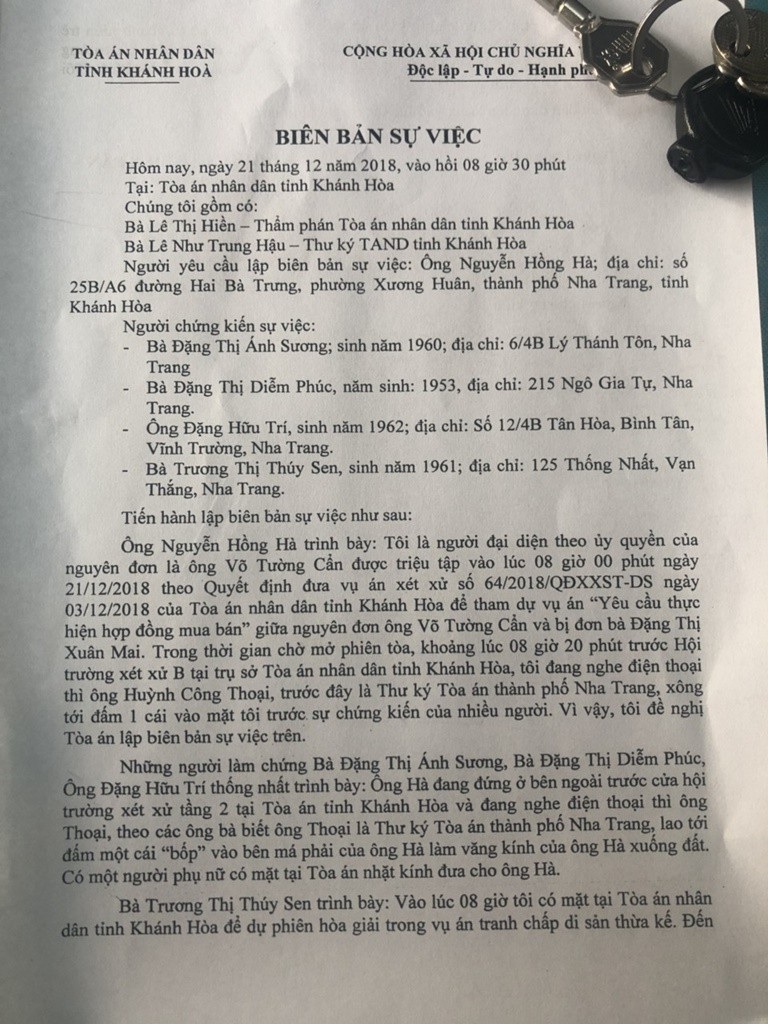 TÒA ÁN NHÂN DÂN
TỈNH KHÁNH HOÀ
CỘNG HÒA XÃ HỘI CHỦ NGHĨA
Độc lập - Tự do - Hạnh
BIÊN BẢN SỰ VIỆC
Hôm nay, ngày 21 tháng 12 năm 2018, vào hồi 08 giờ 30 phút
Tại: Tòa án nhân dân tỉnh Khánh Hòa
Chúng tôi gồm có:
Bà Lê Thị Hiền – Thẩm phán Tòa án nhân dân tỉnh Khánh Hòa
Bà Lê Như Trung Hậu – Thư ký TAND tỉnh Khánh Hòa
Người yêu cầu lập biên bản sự việc: Ông Nguyễn Hồng Hà; địa chỉ: số
25B/A6 đường Hai Bà Trưng, phường Xương Huân, thành phố Nha Trang, tỉnh
Khánh Hòa
Người chứng kiến sự việc:
- Bà Đặng Thị Ánh Sương; sinh năm 1960; địa chỉ: 6/4B Lý Thánh Tôn, Nha
Trang
- Bà Đặng Thị Diễm Phúc, năm sinh: 1953, địa chỉ: 215 Ngô Gia Tự, Nha
Trang.
- Ông Đặng Hữu Trí, sinh năm 1962; địa chỉ: Số 12/4B Tân Hòa, Bình Tân,
Vĩnh Trường, Nha Trang.
- Bà Trương Thị Thúy Sen, sinh năm 1961; địa chỉ: 125 Thống Nhất, Vạn
Thắng, Nha Trang.
Tiến hành lập biên bản sự việc như sau:
Ông Nguyễn Hồng Hà trình bày: Tôi là người đại diện theo ủy quyền của
nguyên đơn là ông Võ Tường Cẩn được triệu tập vào lúc 08 giờ 00 phút ngày
21/12/2018 theo Quyết định đưa vụ án xét xử số 64/2018/QĐXXST-DS ngày
03/12/2018 của Tòa án nhân dân tỉnh Khánh Hòa để tham dự vụ án “Yêu cầu thực
hiện hợp đồng mua bán” giữa nguyên đơn ông Võ Tường Cẩn và bị đơn bà Đặng Thị
Xuân Mai. Trong thời gian chờ mở phiên tòa, khoảng lúc 08 giờ 20 phút trước Hội
trường xét xử B tại trụ sở Tòa án nhân dân tỉnh Khánh Hòa, tôi đang nghe điện thoại
thì ông Huỳnh Công Thoại, trước đây là Thư ký Tòa án thành phố Nha Trang, xông
tới đấm 1 cái vào mặt tôi trước sự chứng kiến của nhiều người. Vì vậy, tôi đề nghị
Tòa án lập biên bản sự việc trên.
Những người làm chứng Bà Đặng Thị Ánh Sương, Bà Đặng Thị Diễm Phúc,
Ông Đặng Hữu Trí thống nhất trình bày: Ông Hà đang đứng ở bên ngoài trước cửa hội
trường xét xử tầng 2 tại Tòa án tỉnh Khánh Hòa và đang nghe điện thoại thì ông
Thoại, theo các ông bà biết ông Thoại là Thư ký Tòa án thành phố Nha Trang, lao tới
đấm một cái “bốp” vào bên má phải của ông Hà làm văng kính của ông Hà xuống đất.
Có một người phụ nữ có mặt tại Tòa án nhặt kính đưa cho ông Hà.
Bà Trương Thị Thúy Sen trình bày: Vào lúc 08 giờ tôi có mặt tại Tòa án nhân
dân tỉnh Khánh Hòa để dự phiên hòa giải trong vụ án tranh chấp di sản thừa kế. Đến